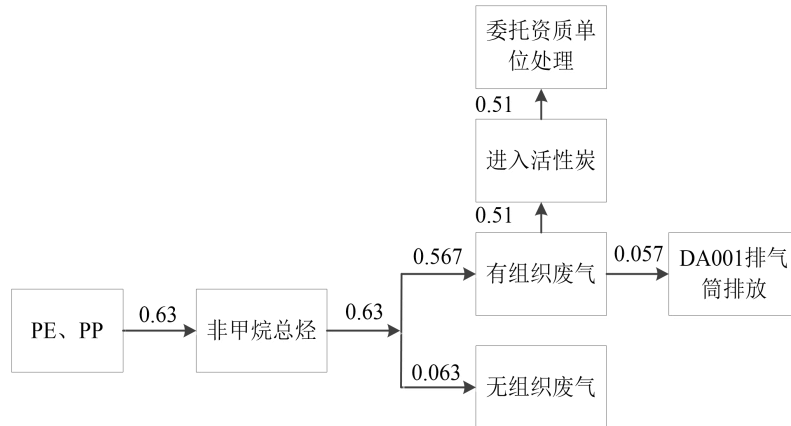 委托资质单
位处理
0.51
进入活性炭
0.51
0.567
有组织废气
0.057
DA001排气
筒排放
PE、PP
0.63
非甲烷总烃
0.63
0.063
无组织废气